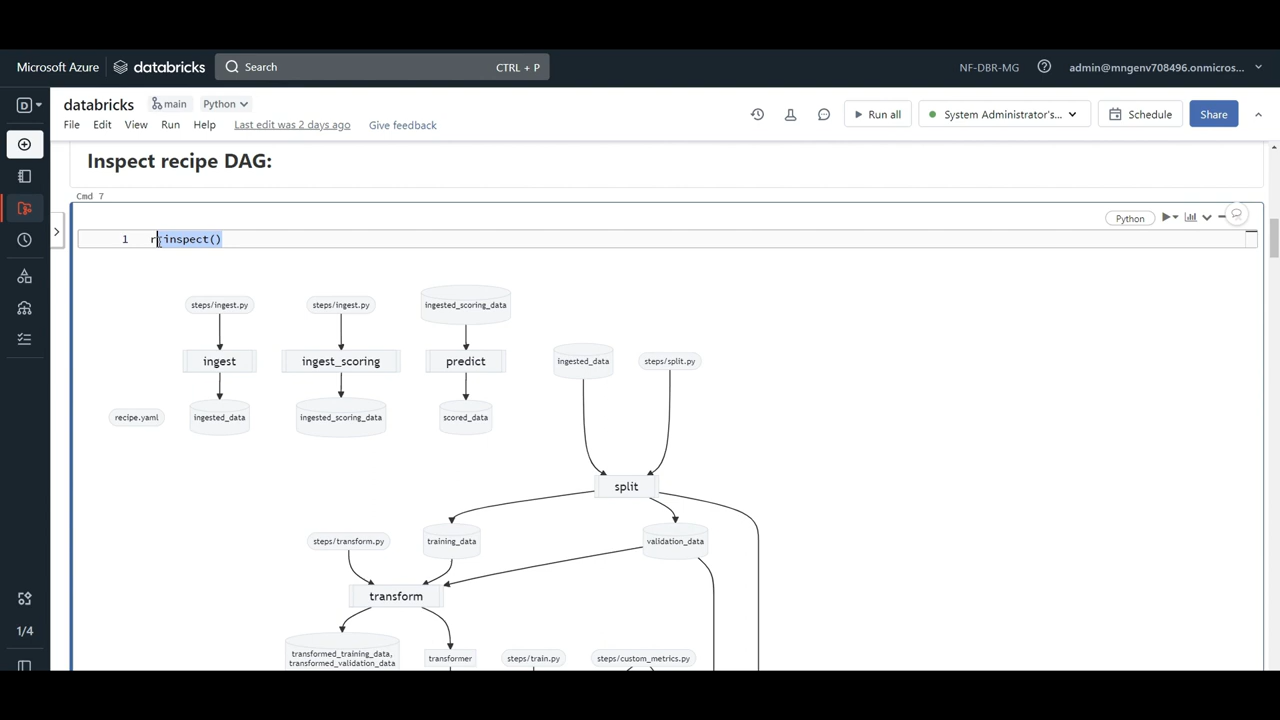 Microsoft Azure databricks Search CTRL + P NF-DBR-MG admin@mngenv708496.onmicros...
D databricks main Python
File Edit View Run Help Last edit was 2 days ago Give feedback Run all System Administrator's... Schedule Share
Inspect recipe DAG:
Cmd 7
Python
1 r.inspect()
steps/ingest.py steps/ingest.py ingested_scoring_data
ingest ingest_scoring predict ingested_data steps/split.py
recipe.yaml ingested_data ingested_scoring_data scored_data
split
steps/transform.py training_data validation_data
transform
transformed_training_data,
transformed_validation_data transformer steps/train.py steps/custom_metrics.py
1/4